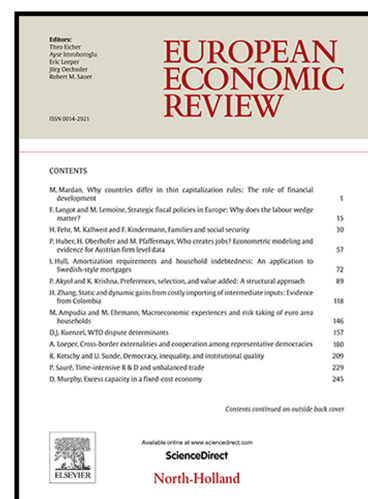 Editors:
Theo Eicher
Ayse Imrohoroglu
Eric Leeper
Jörg Oechssler
Robert M. Sauer
ISSN 0014-2921
EUROPEAN
ECONOMIC
REVIEW
CONTENTS
M. Mardan, Why countries differ in thin capitalization rules: The role of financial
development 1
F. Langot and M. Lemoine, Strategic fiscal policies in Europe: Why does the labour wedge
matter? 15
H. Fehr, M. Kallweit and F. Kindermann, Families and social security 30
P. Huber, H. Oberhofer and M. Pfaffermayr, Who creates jobs? Econometric modeling and
evidence for Austrian firm level data 57
I. Hull, Amortization requirements and household indebtedness: An application to
Swedish-style mortgages 72
P. Akyol and K. Krishna, Preferences, selection, and value added: A structural approach 89
H. Zhang, Static and dynamic gains from costly importing of intermediate inputs: Evidence
from Colombia 118
M. Ampudia and M. Ehrmann, Macroeconomic experiences and risk taking of euro area
households 146
D.J. Kuenzel, WTO dispute determinants 157
A. Loeper, Cross-border externalities and cooperation among representative democracies 180
R. Kotschy and U. Sunde, Democracy, inequality, and institutional quality 209
P. Sauré, Time-intensive R & D and unbalanced trade 229
D. Murphy, Excess capacity in a fixed-cost economy 245
Contents continued on outside back cover
ELSEVIER
Available online at www.sciencedirect.com
ScienceDirect
North-Holland